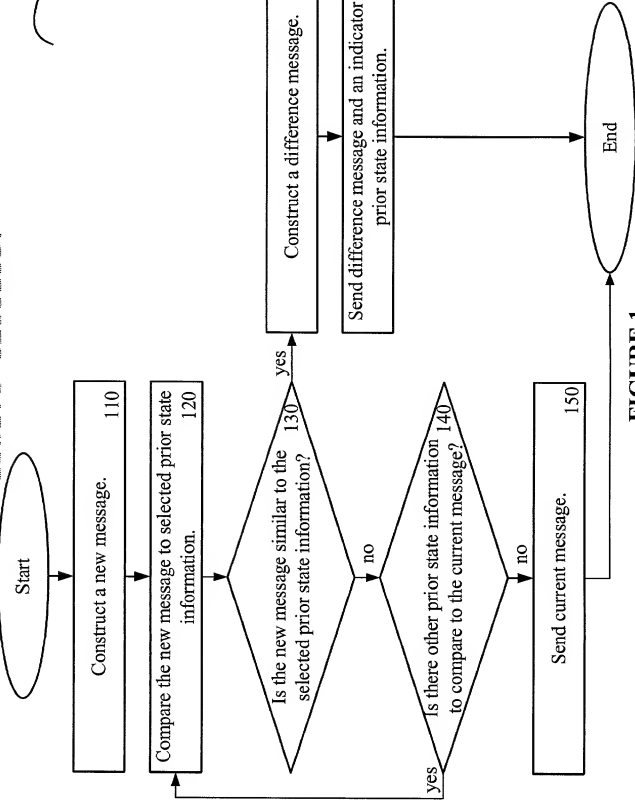 Start
Construct a new message.
110
Compare the new message to selected prior state
information.
120
Is the new message similar to the
selected prior state information?
130
yes
no
Construct a difference message.
Send difference message and an indicator
prior state information.
Is there other prior state information
to compare to the current message?
140
yes
no
Send current message.
150
End